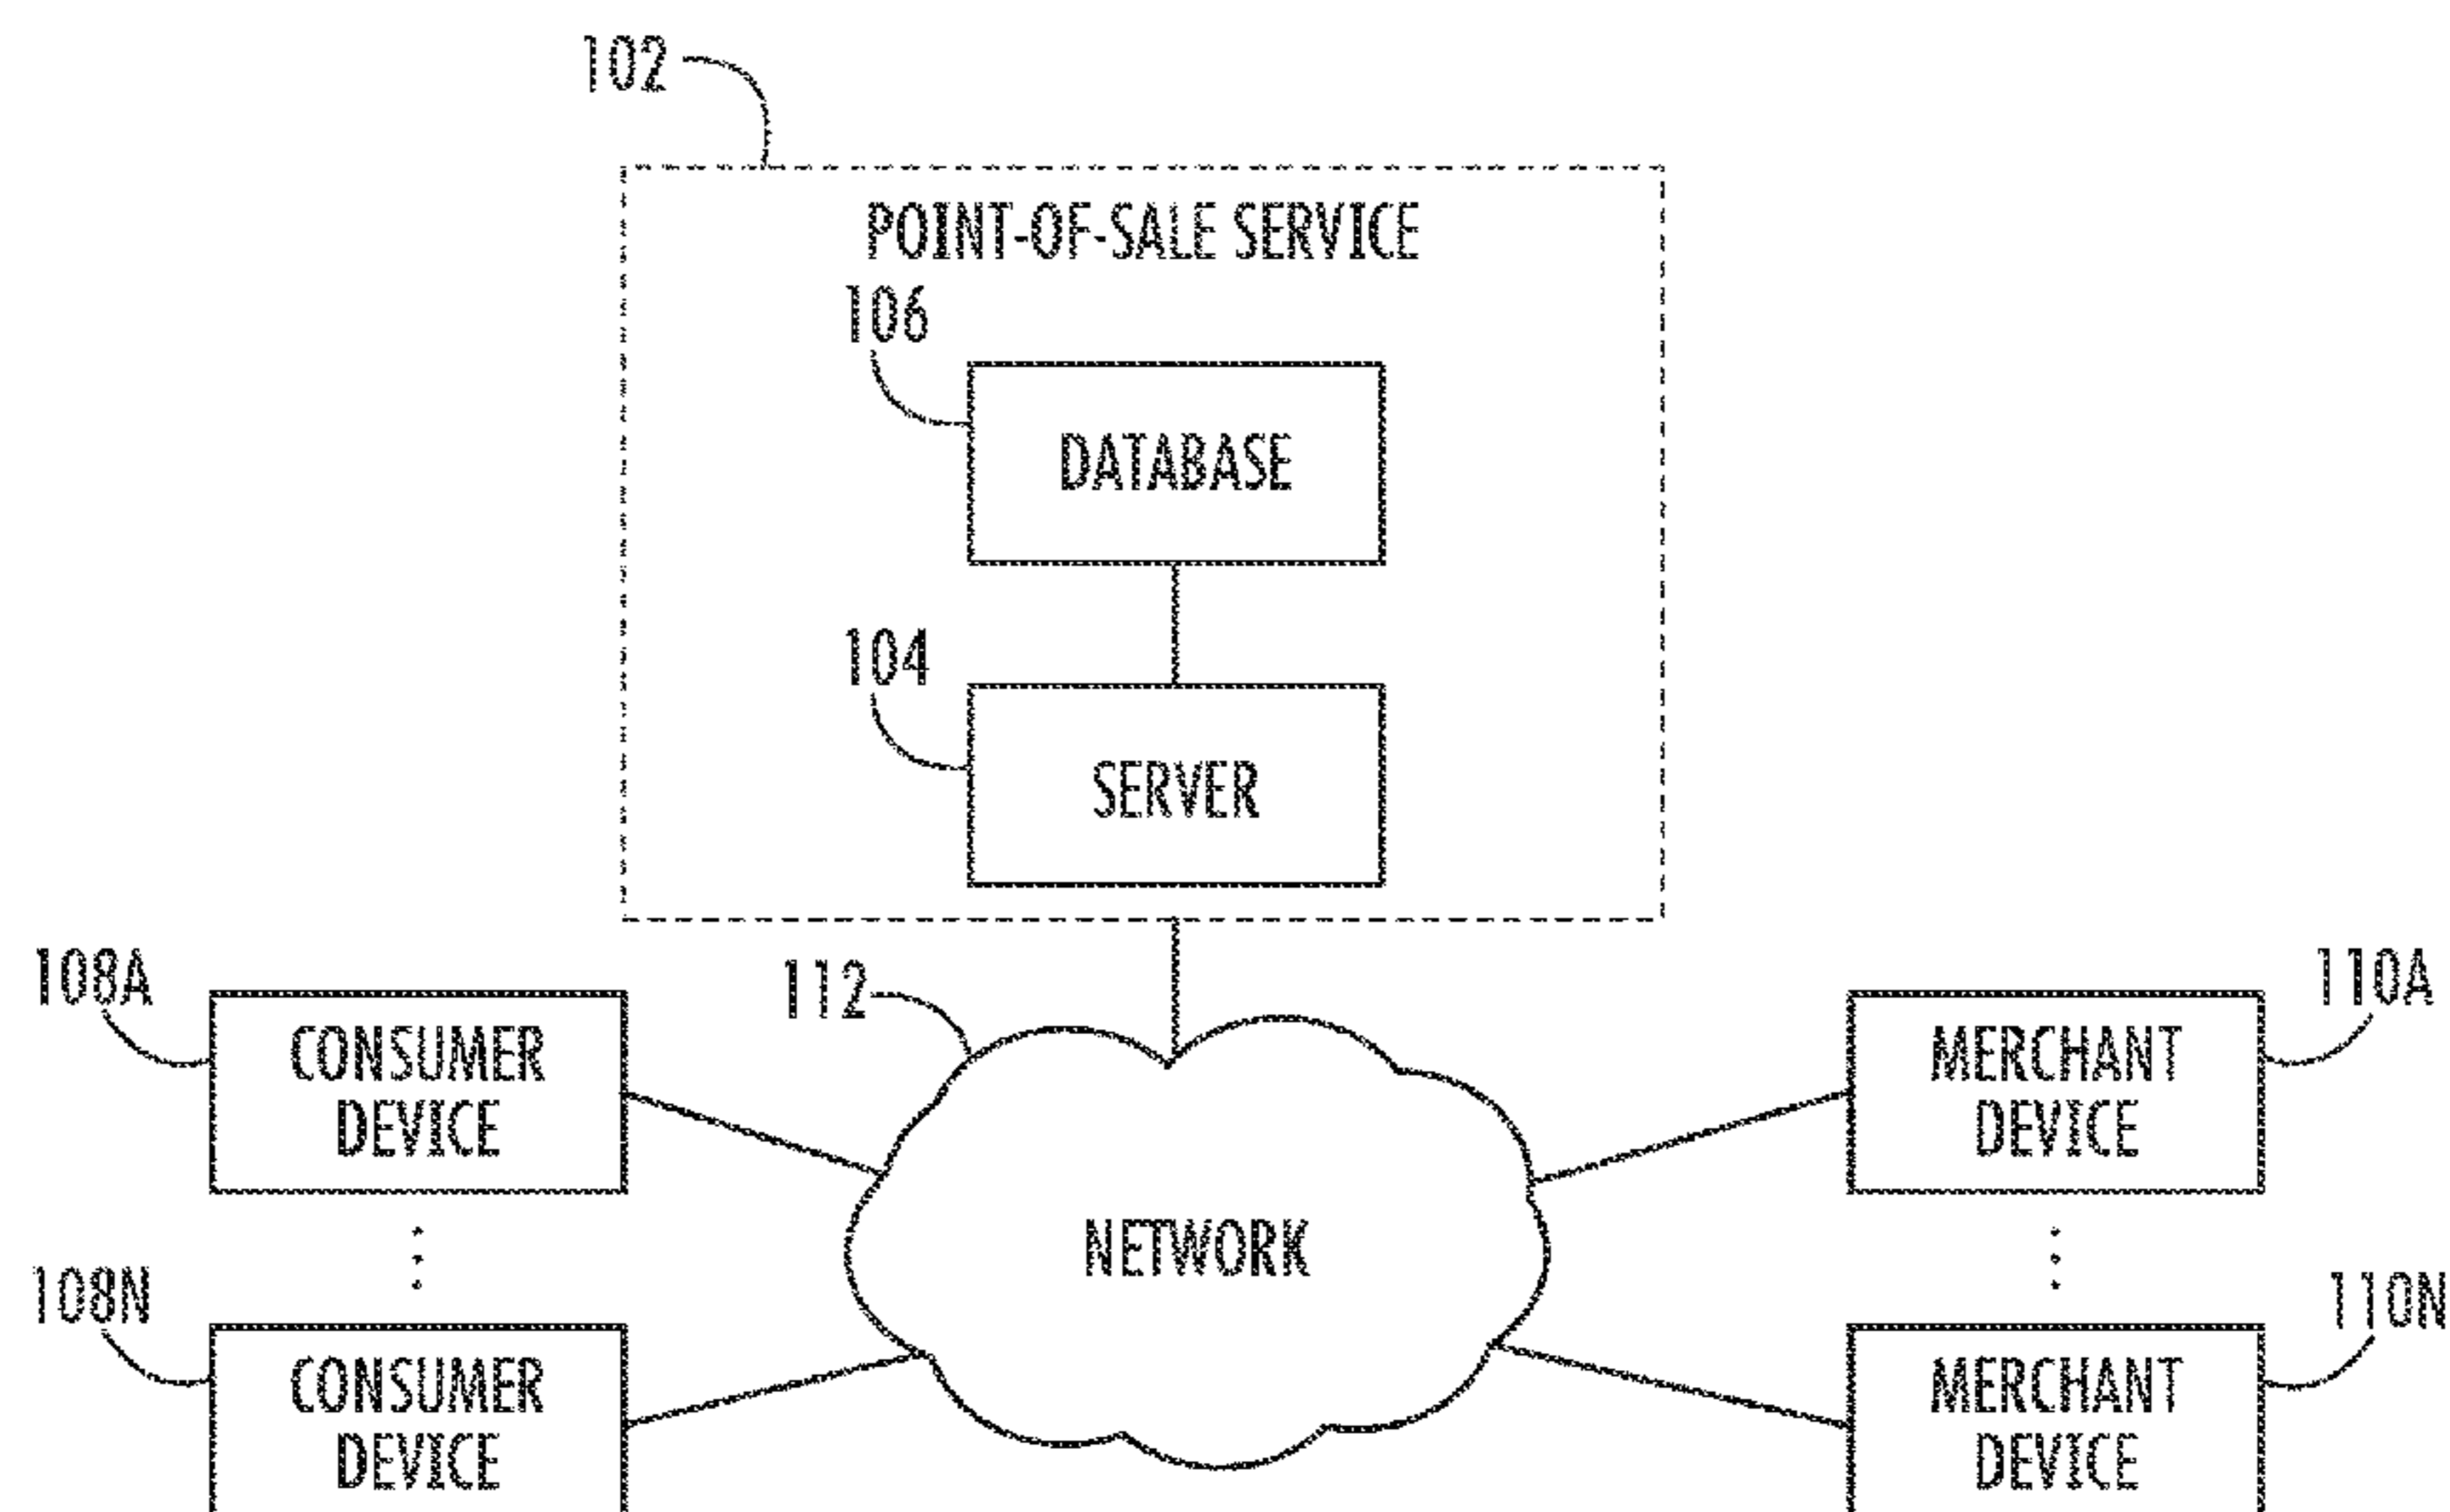 102
POINT-OF-SALE SERVICE
106
DATABASE
104
SERVER
108A
CONSUMER
DEVICE
112
110A
MERCHANT
DEVICE
NETWORK
108N
CONSUMER
DEVICE
110N
MERCHANT
DEVICE